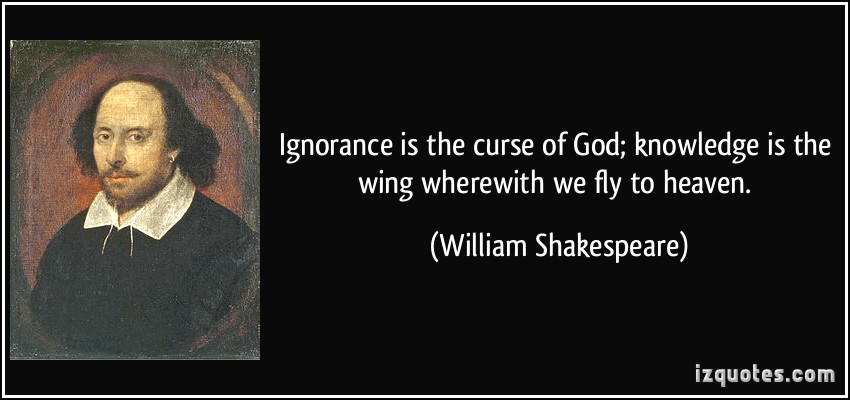 Ignorance is the curse of God; knowledge is the
wing wherewith we fly to heaven.
(William Shakespeare)
izquotes.com